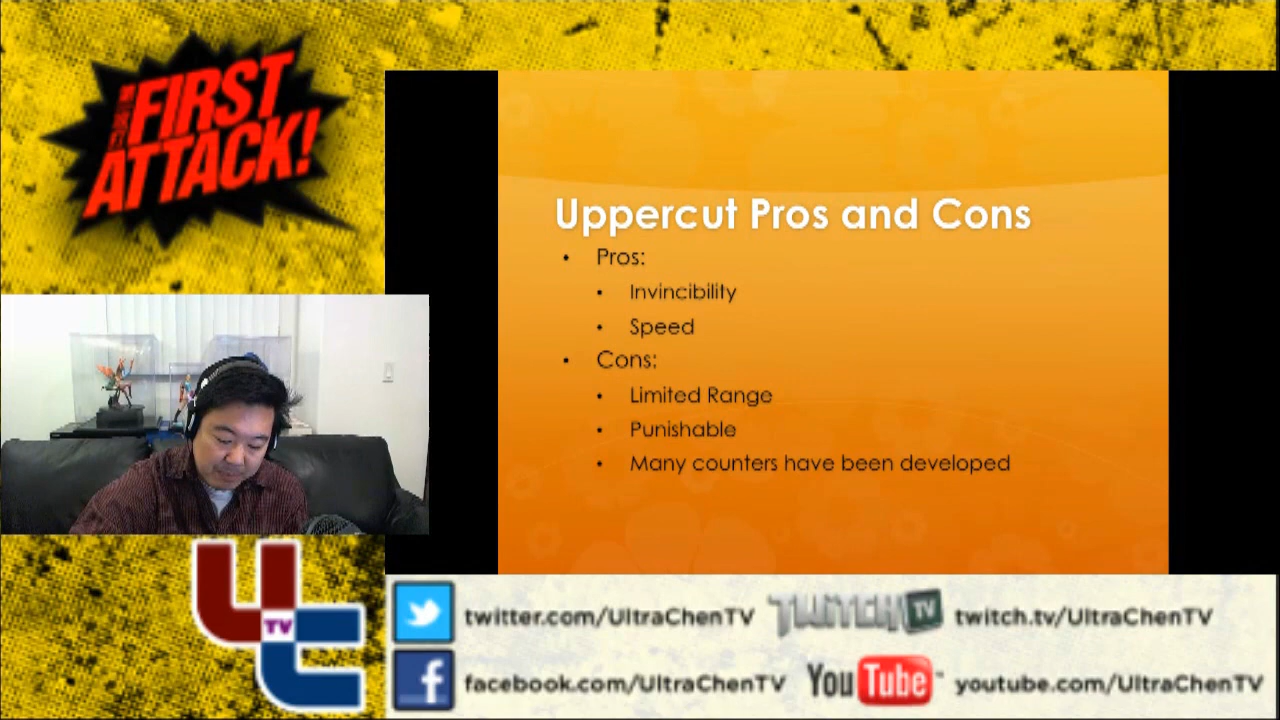 FIRST
ATTACK!
Uppercut Pros and Cons
• Pros:
• Invincibility
• Speed
• Cons:
• Limited Range
• Punishable
• Many counters have been developed
UC
TV
twitter.com/UltraChenTV
TWITCH TV
twitch.tv/UltraChenTV
f
facebook.com/UltraChenTV
YouTube
youtube.com/UltraChenTV